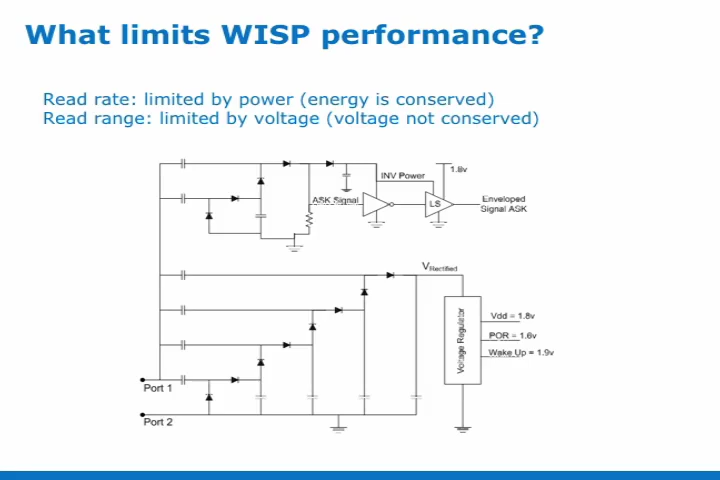 What limits WISP performance?
Read rate: limited by power (energy is conserved)
Read range: limited by voltage (voltage not conserved)
1.8v
INV Power
ASK Signal
LS
Enveloped
Signal ASK
VRectified
Voltage Regulator
Vdd = 1.8v
POR = 1.6v
Wake Up = 1.9v
Port 1
Port 2